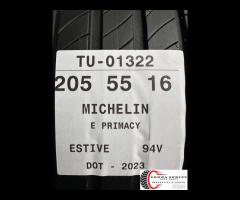 TU-01322
205 55 16
MICHELIN
E PRIMACY
ESTIVE 94V
DOT - 2023